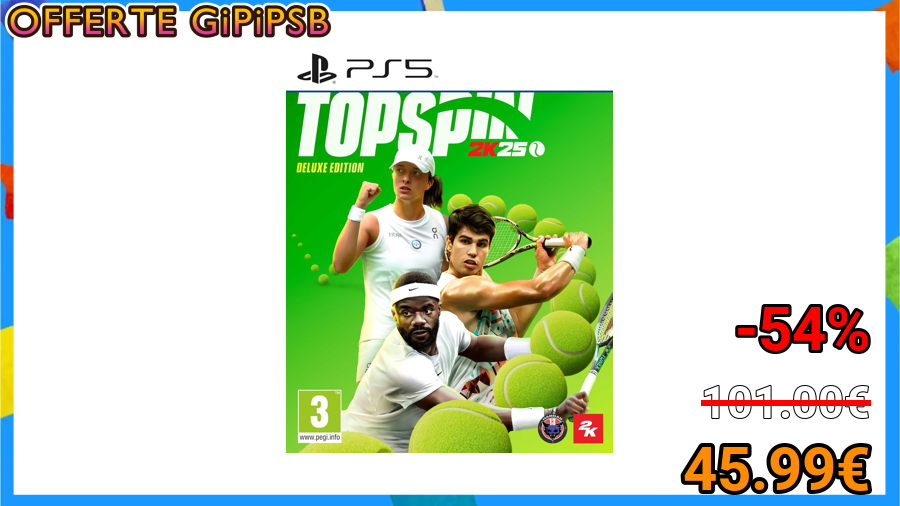 OFFERTE GiPiPSB
PS5
TOPSPIN
2K25
DELUXE EDITION
-54%
101.00€
45.99€
3
www.pegi.info
2K